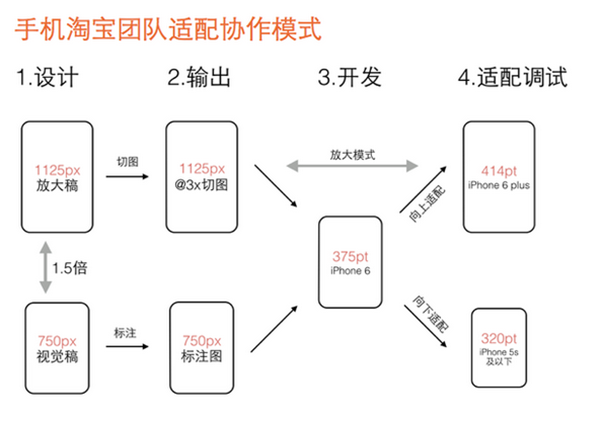 手机淘宝团队适配协作模式
1.设计
2.输出
3.开发
4.适配调试
1125px
放大稿
切图
1125px
@3x切图
放大模式
414pt
iPhone 6 plus
向上适配
1.5倍
375pt
iPhone 6
750px
视觉稿
标注
750px
标注图
向下适配
320pt
iPhone 5s
及以下